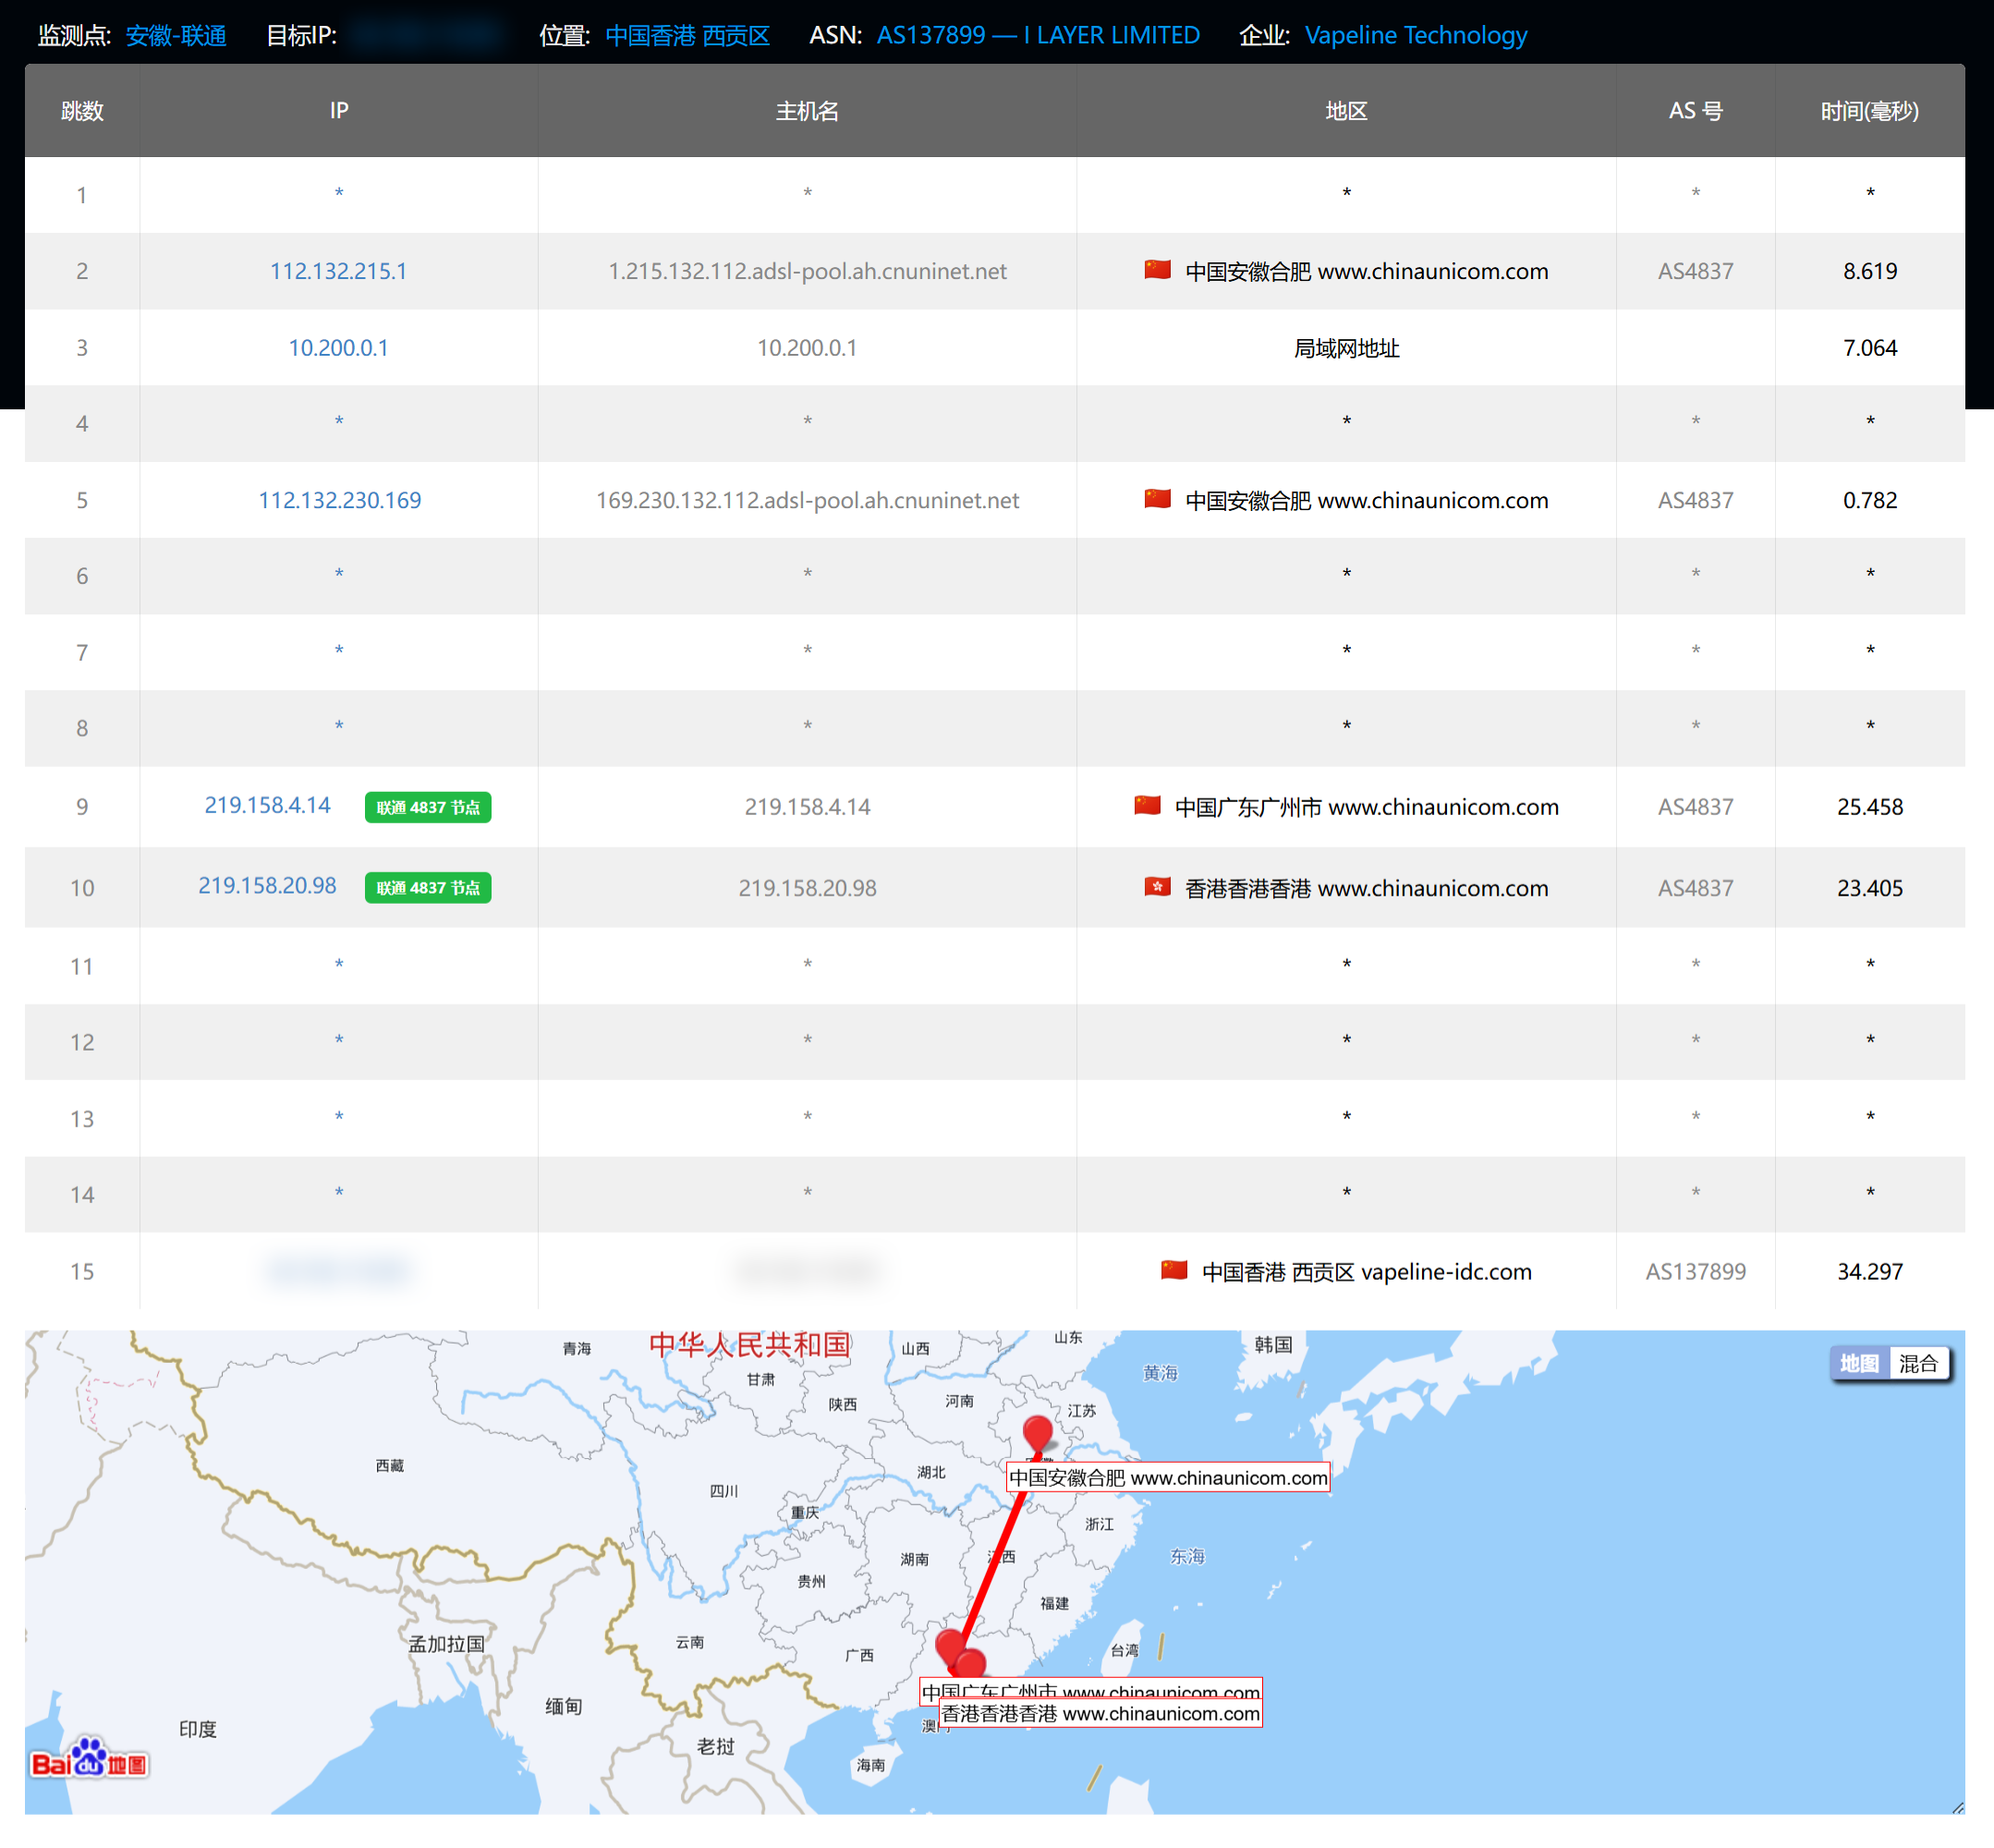 监测点: 安徽-联通 目标IP: 位置: 中国香港 西贡区 ASN: AS137899 — I LAYER LIMITED 企业: Vapeline Technology
跳数 IP 主机名 地区 AS 号 时间(毫秒)
1 * * * * *
2 112.132.215.1 1.215.132.112.adsl-pool.ah.cnuninet.net 中国安徽合肥 www.chinaunicom.com AS4837 8.619
3 10.200.0.1 10.200.0.1 局域网地址 7.064
4 * * * * *
5 112.132.230.169 169.230.132.112.adsl-pool.ah.cnuninet.net 中国安徽合肥 www.chinaunicom.com AS4837 0.782
6 * * * * *
7 * * * * *
8 * * * * *
9 219.158.4.14 联通 4837 节点 219.158.4.14 中国广东广州市 www.chinaunicom.com AS4837 25.458
10 219.158.20.98 联通 4837 节点 219.158.20.98 香港香港香港 www.chinaunicom.com AS4837 23.405
11 * * * * *
12 * * * * *
13 * * * * *
14 * * * * *
15 中国香港 西贡区 vapeline-idc.com AS137899 34.297
中华人民共和国
青海
山西
山东
韩国
地图 混合
甘肃
黄海
陕西
河南
江苏
西藏
湖北
中国安徽合肥 www.chinaunicom.com
四川
重庆
浙江
湖南
江西
东海
贵州
福建
孟加拉国
云南
广西
台湾
中国广东广州市 www.chinaunicom.com
香港香港香港 www.chinaunicom.com
缅甸
印度
澳门
老挝
海南
Bai du 地图